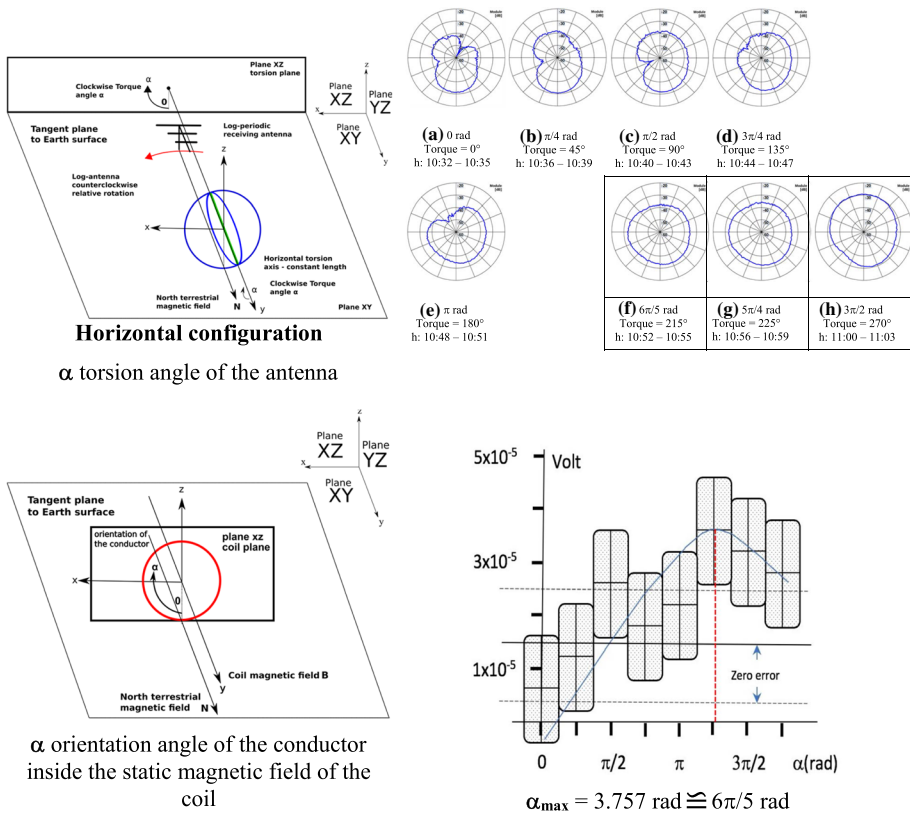 Plane XZ
torsion plane
Clockwise Torque
angle α
α
0
z
Plane
XZ
Plane
YZ
x
Plane
XY
y
Tangent plane
to Earth surface
Log-periodic
receiving antenna
z
Log-antenna
counterclockwise
relative rotation
x
Horizontal torsion
axis - constant length
Clockwise Torque
angle α
α
North terrestrial
magnetic field
N
y
Plane XY
Horizontal configuration
α torsion angle of the antenna
(a) 0 rad
Torque = 0°
h: 10:32 – 10:35
(b) π/4 rad
Torque = 45°
h: 10:36 – 10:39
(c) π/2 rad
Torque = 90°
h: 10:40 – 10:43
(d) 3π/4 rad
Torque = 135°
h: 10:44 – 10:47
(e) π rad
Torque = 180°
h: 10:48 – 10:51
(f) 6π/5 rad
Torque = 215°
h: 10:52 – 10:55
(g) 5π/4 rad
Torque = 225°
h: 10:56 – 10:59
(h) 3π/2 rad
Torque = 270°
h: 11:00 – 11:03
z
Plane
XZ
Plane
YZ
x
Plane
XY
y
Tangent plane
to Earth surface
z
orientation of
the conductor
plane xz
coil plane
α
x
0
Coil magnetic field B
y
North terrestrial
magnetic field
N
α orientation angle of the conductor
inside the static magnetic field of the
coil
5x10⁻⁵
Volt
3x10⁻⁵
1x10⁻⁵
Zero error
0
π/2
π
3π/2
α(rad)
α_max = 3.757 rad ≌ 6π/5 rad